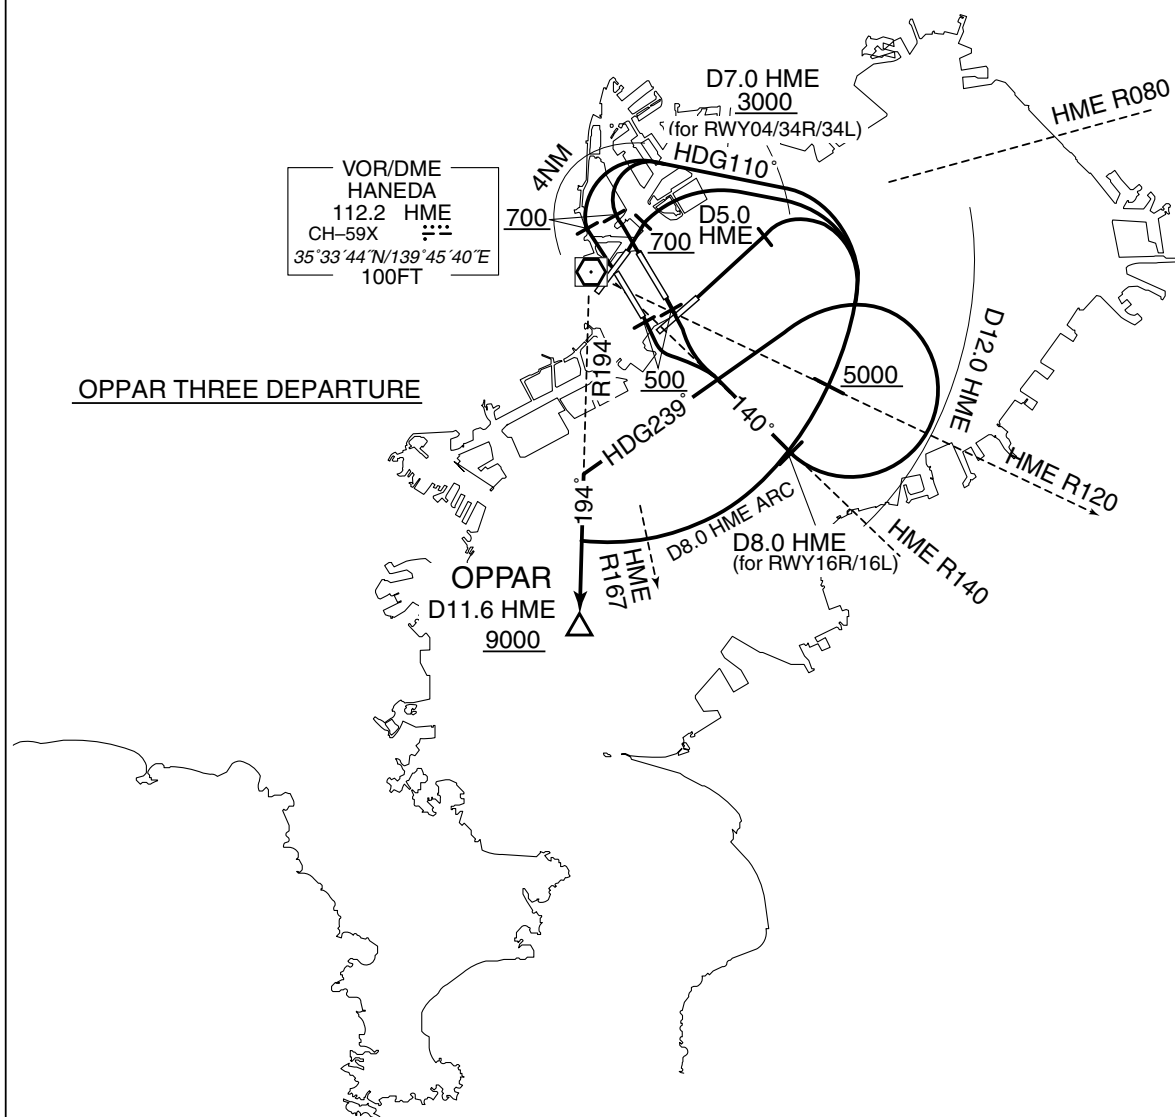 D7.0 HME
3000
(for RWY04/34R/34L)
HME R080
4NM
HDG110°
VOR/DME
HANEDA
112.2 HME
CH–59X
35°33´44˝N/139°45´40˝E
100FT
700
700
D5.0
HME
D12.0 HME
R194
500
5000
OPPAR THREE DEPARTURE
HDG239°
140°
HME R120
194°
D8.0 HME ARC
D8.0 HME
(for RWY16R/16L)
HME R140
HME
R167
OPPAR
D11.6 HME
9000